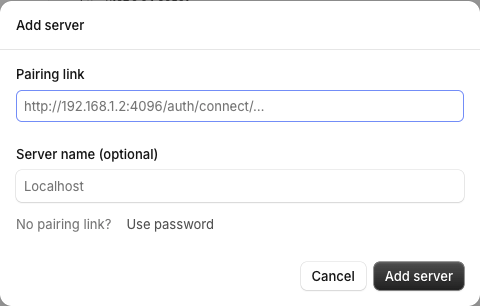 Add server
Pairing link
http://192.168.1.2:4096/auth/connect/...
Server name (optional)
Localhost
No pairing link? Use password
Cancel Add server